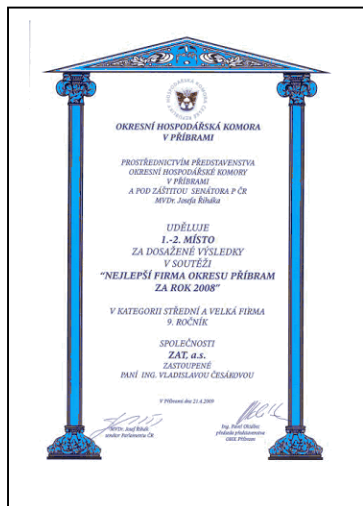 OKRESNÍ HOSPODÁŘSKÁ KOMORA
V PŘÍBRAMI
PROSTŘEDNICTVÍM PŘEDSTAVENSTVA
OKRESNÍ HOSPODÁŘSKÉ KOMORY
V PŘÍBRAMI
A POD ZÁŠTITOU SENÁTORA P ČR
MVDr. Josefa Řiháka
UDĚLUJE
1.-2. MÍSTO
ZA DOSAŽENÉ VÝSLEDKY
V SOUTĚŽI
"NEJLEPŠÍ FIRMA OKRESU PŘÍBRAM
ZA ROK 2008"
V KATEGORII STŘEDNÍ A VELKÁ FIRMA
9. ROČNÍK
SPOLEČNOSTI
ZAT, a.s.
ZASTOUPENÉ
PANÍ ING. VLADISLAVOU ČESÁKOVOU
V Příbrami dne 21.4.2009
MVDr. Josef Řihák
senátor Parlamentu ČR
Ing. Pavel
předseda představenstva
OHK Příbram